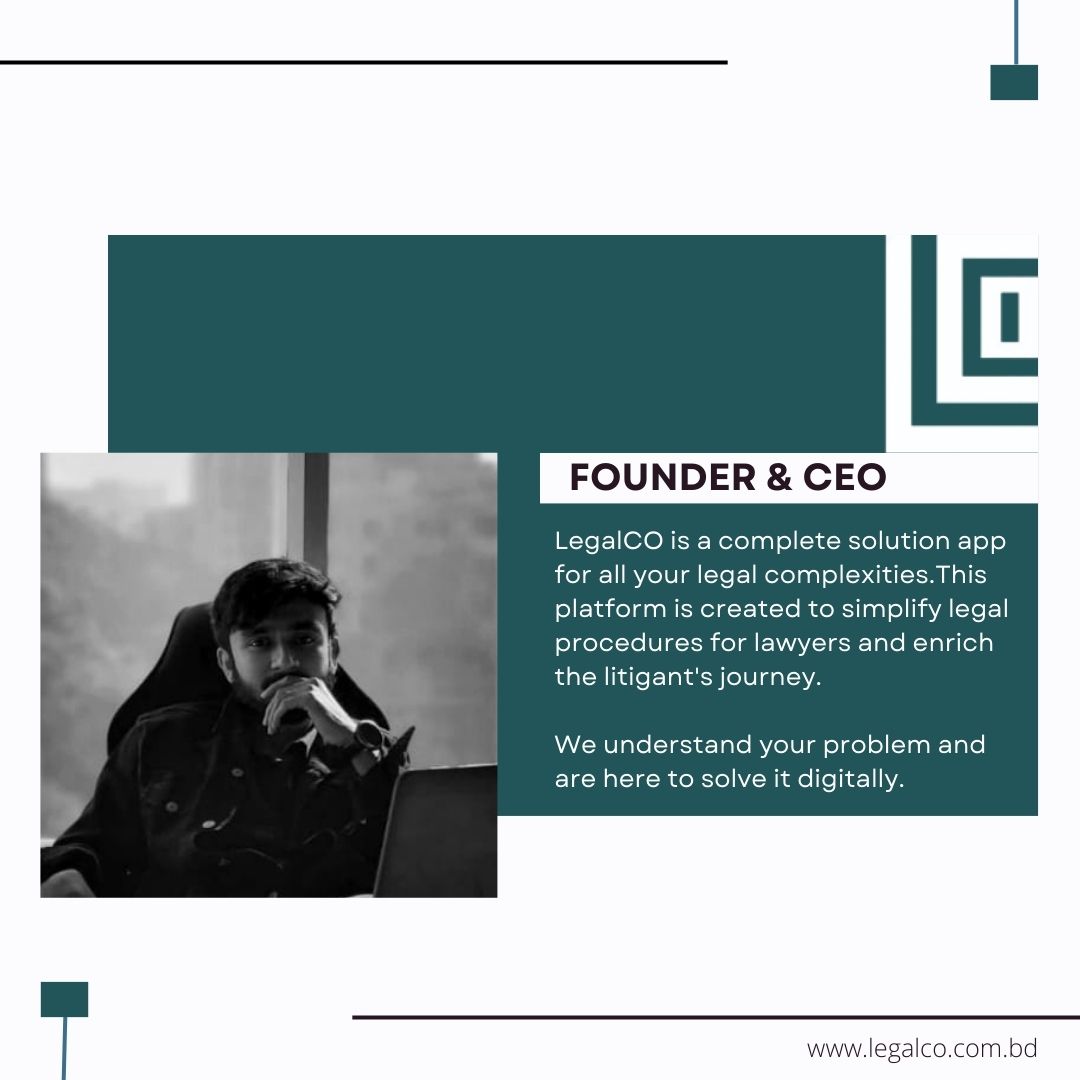 FOUNDER & CEO
LegalCO is a complete solution app
for all your legal complexities.This
platform is created to simplify legal
procedures for lawyers and enrich
the litigant's journey.
We understand your problem and
are here to solve it digitally.
www.legalco.com.bd